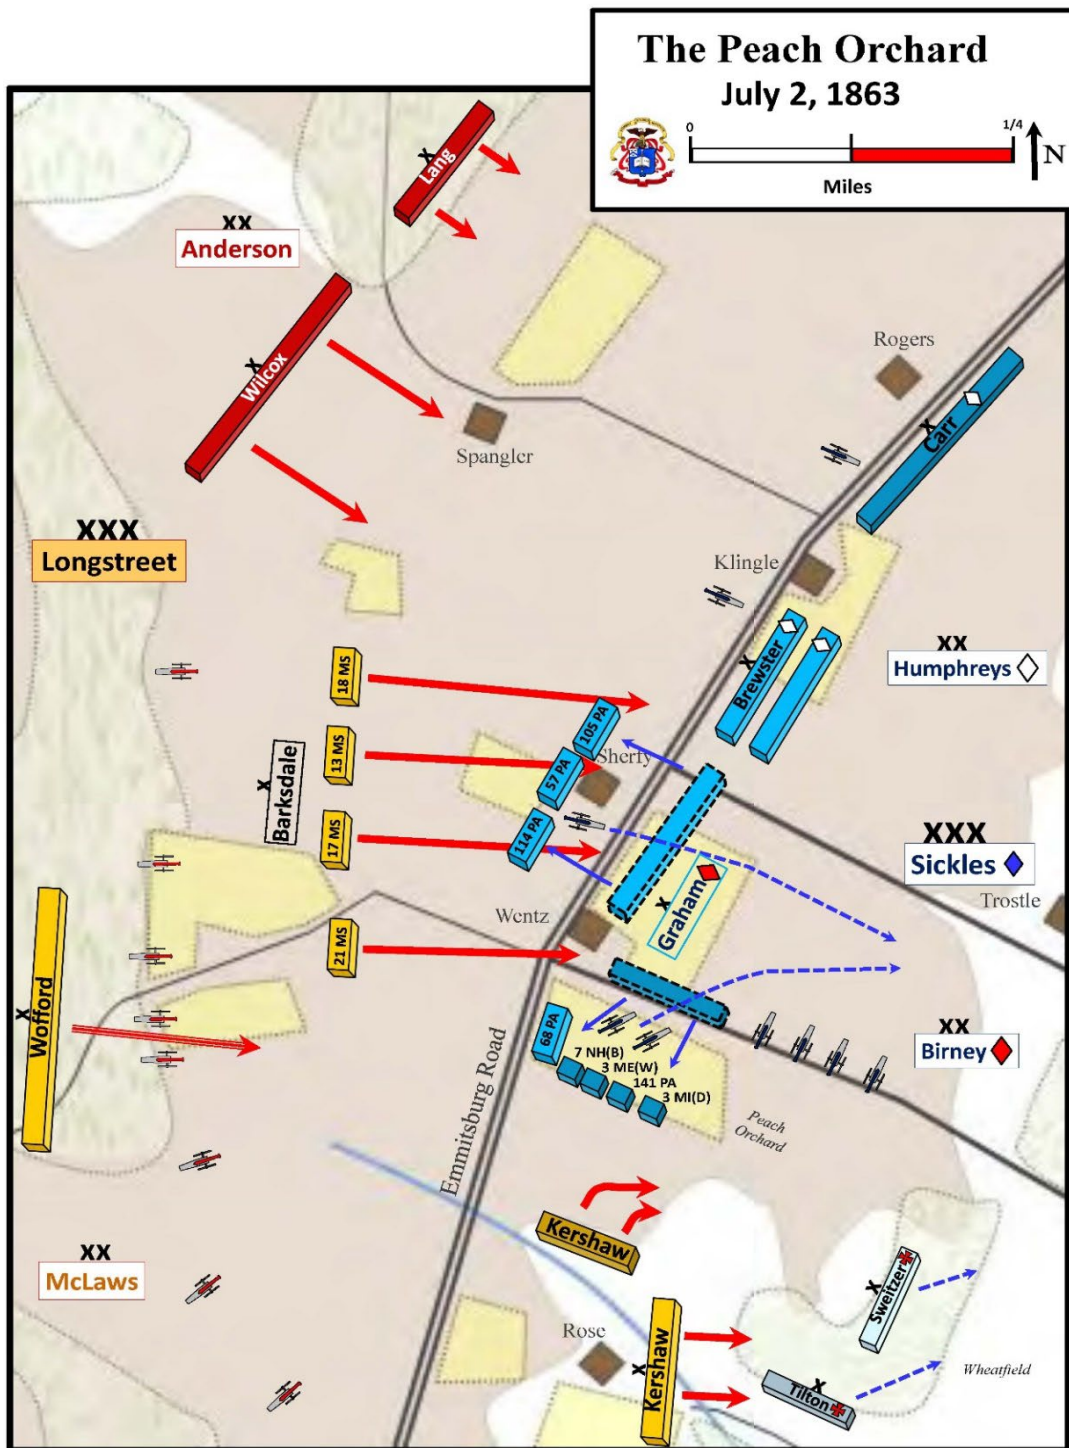 The Peach Orchard
July 2, 1863
0
1/4
N
Miles
X
Lang
XX
Anderson
X
Wilcox
Rogers
X
Carr
Spangler
XXX
Longstreet
Klingle
18 MS
X
Brewster
XX
Humphreys
105 PA
13 MS
Sherfy
57 PA
X
Barksdale
17 MS
114 PA
XXX
Sickles
X
Graham
Trostle
Wentz
21 MS
X
Wofford
68 PA
7 NH(B)
3 ME(W)
141 PA
3 MI(D)
XX
Birney
Peach
Orchard
Emmitsburg Road
Kershaw
XX
McLaws
X
Sweitzer
Rose
X
Kershaw
X
Tilton
Wheatfield